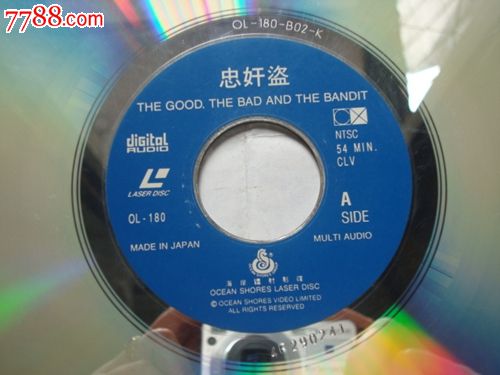 7788.com
OL-180-B02-K
忠奸盗
THE GOOD. THE BAD AND THE BANDIT
digital
AUDIO
NTSC
54 MIN.
CLV
LASER DISC
OL-180
A
SIDE
MADE IN JAPAN
MULTI AUDIO
OCEAN SHORES LASER DISC
© OCEAN SHORES VIDEO LIMITED
ALL RIGHTS RESERVED